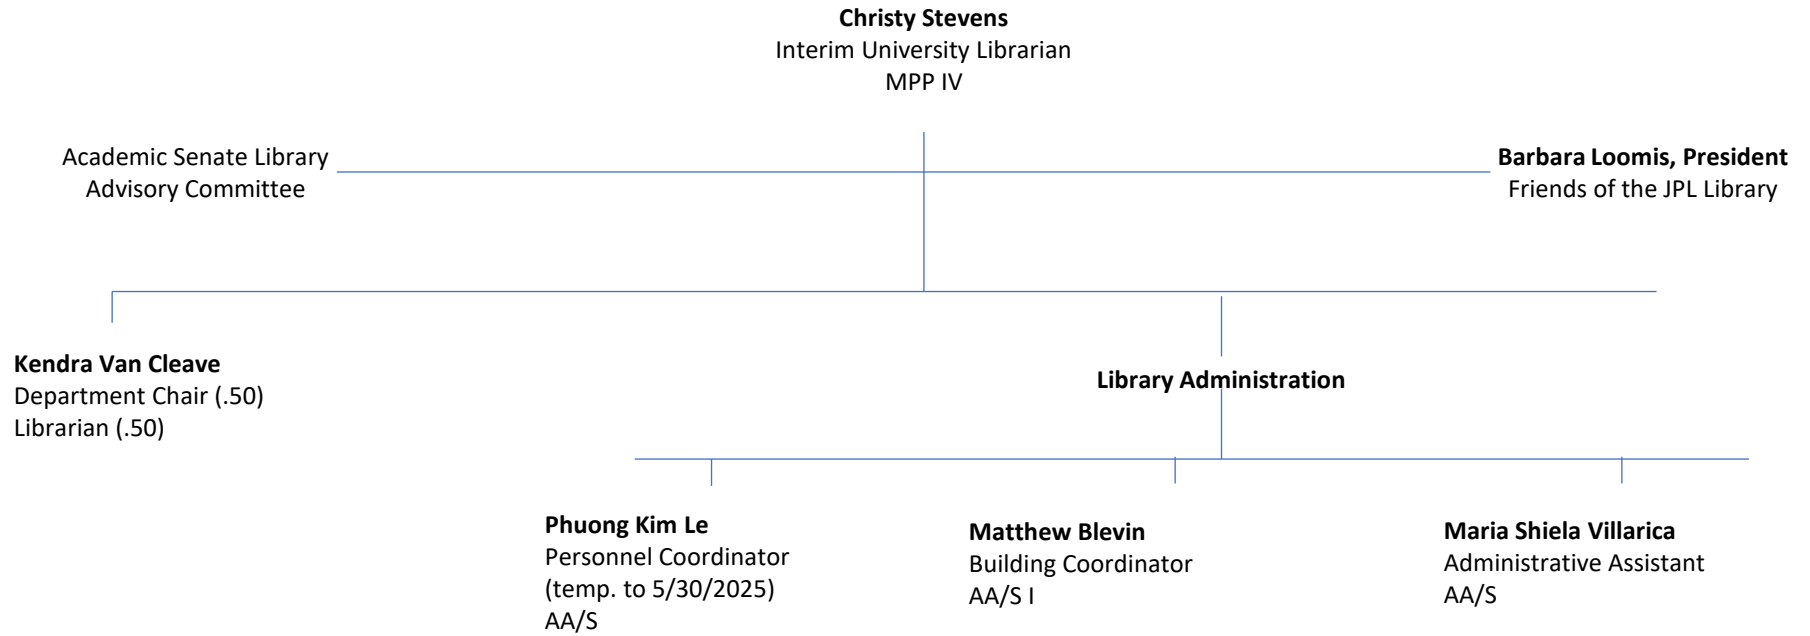 Christy Stevens
Interim University Librarian
MPP IV
Academic Senate Library
Advisory Committee
Barbara Loomis, President
Friends of the JPL Library
Kendra Van Cleave
Department Chair (.50)
Librarian (.50)
Library Administration
Phuong Kim Le
Personnel Coordinator
(temp. to 5/30/2025)
AA/S
Matthew Blevin
Building Coordinator
AA/S I
Maria Shiela Villarica
Administrative Assistant
AA/S